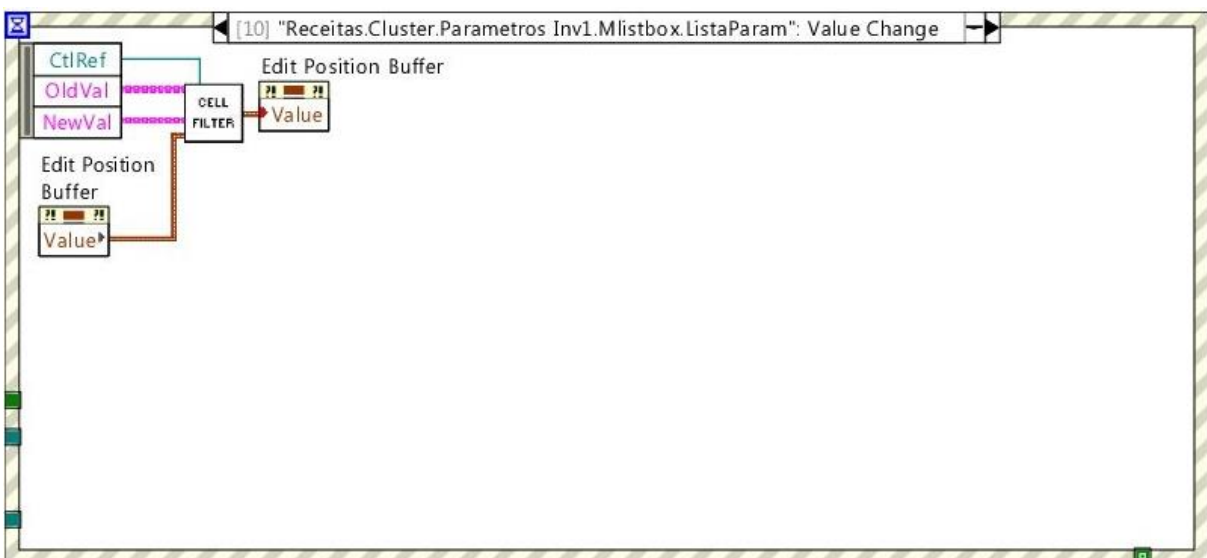 [10] "Receitas.Cluster.Parametros Inv1.Mlistbox.ListaParam": Value Change
CtlRef
OldVal
NewVal
CELL
FILTER
Edit Position Buffer
?! ?!
Value
Edit Position
Buffer
?! ?!
Value